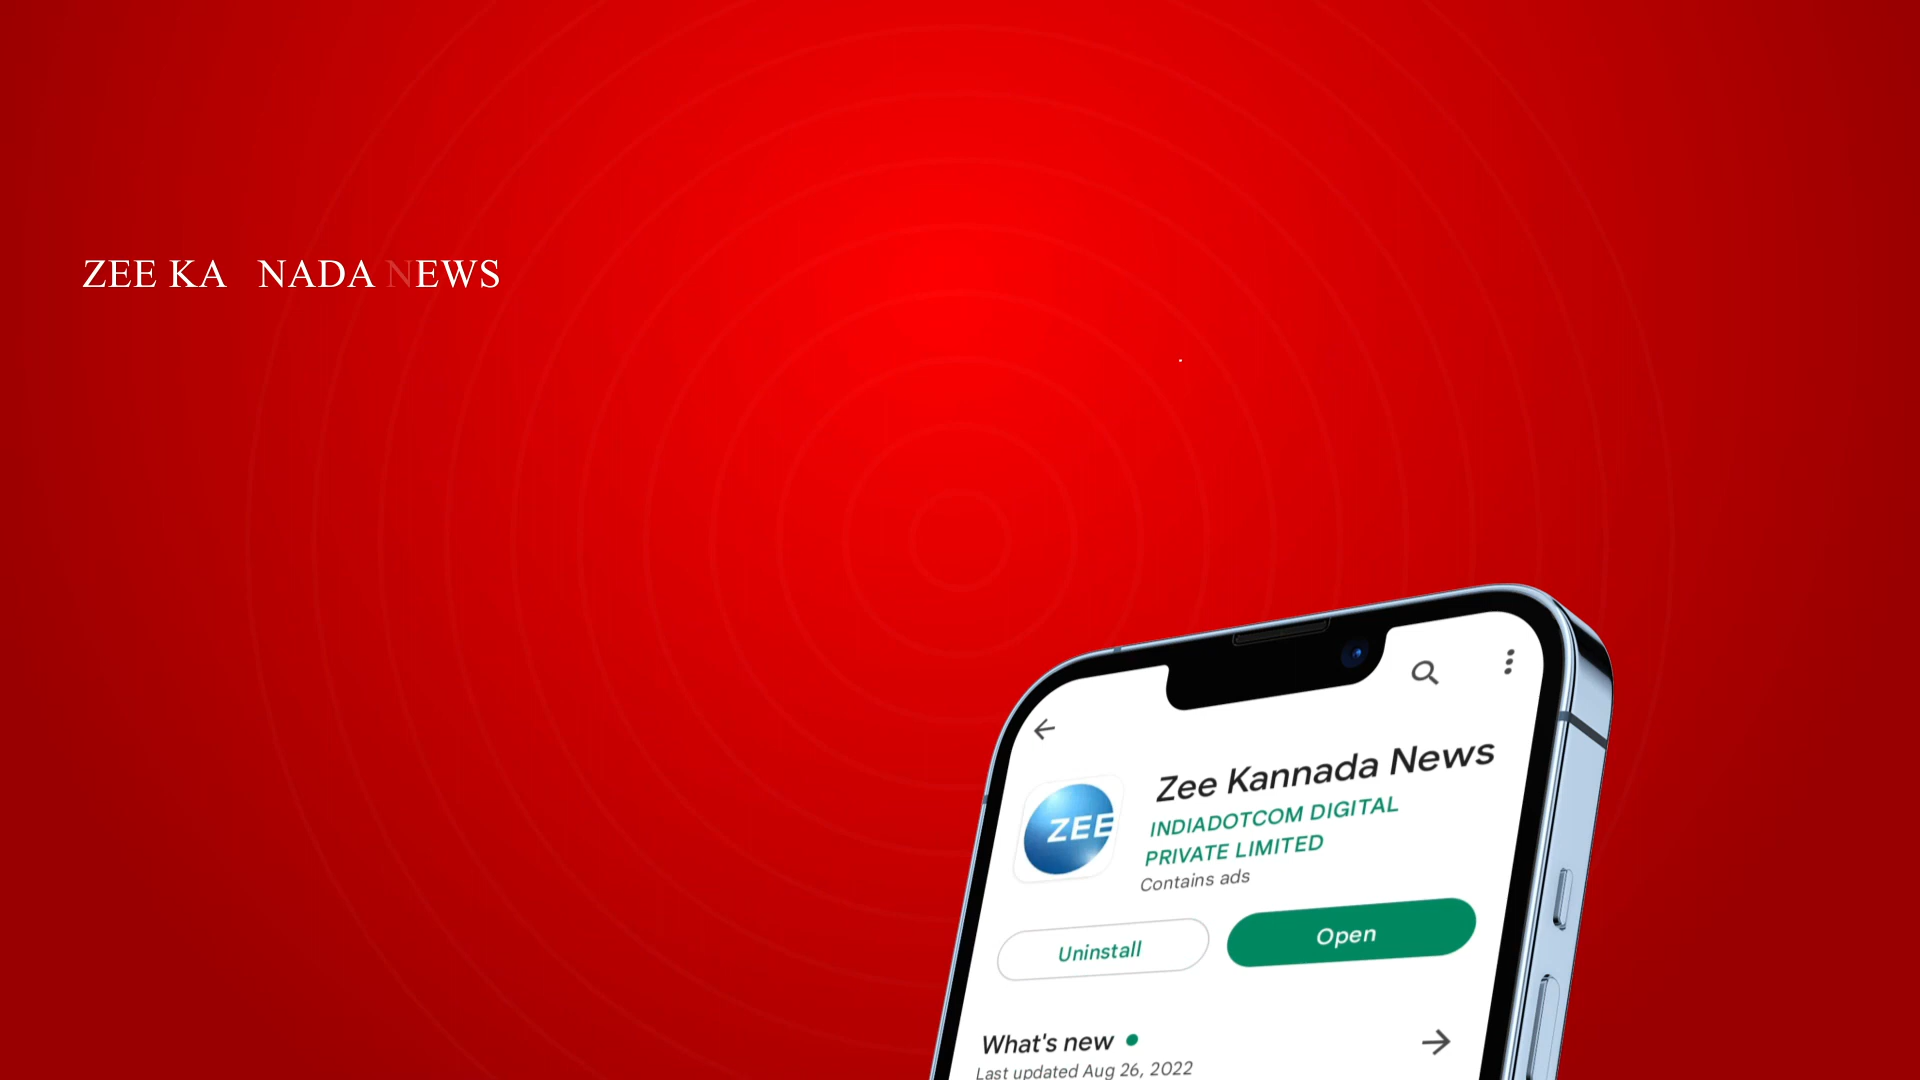 ZEE KA NADA NEWS
Zee Kannada News
ZEE
INDIADOTCOM DIGITAL
PRIVATE LIMITED
Contains ads
Uninstall
Open
What's new
Last updated Aug 26, 2022